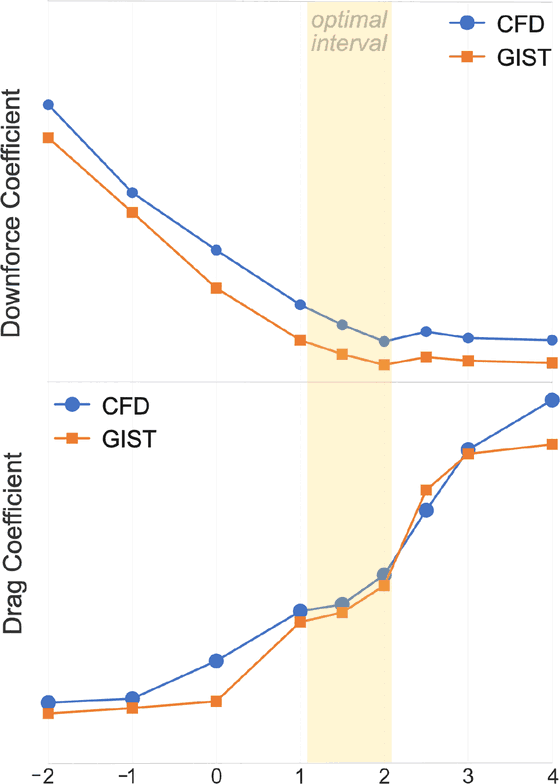 optimal
interval
CFD
GIST
Downforce Coefficient
CFD
GIST
Drag Coefficient
−2 −1 0 1 2 3 4